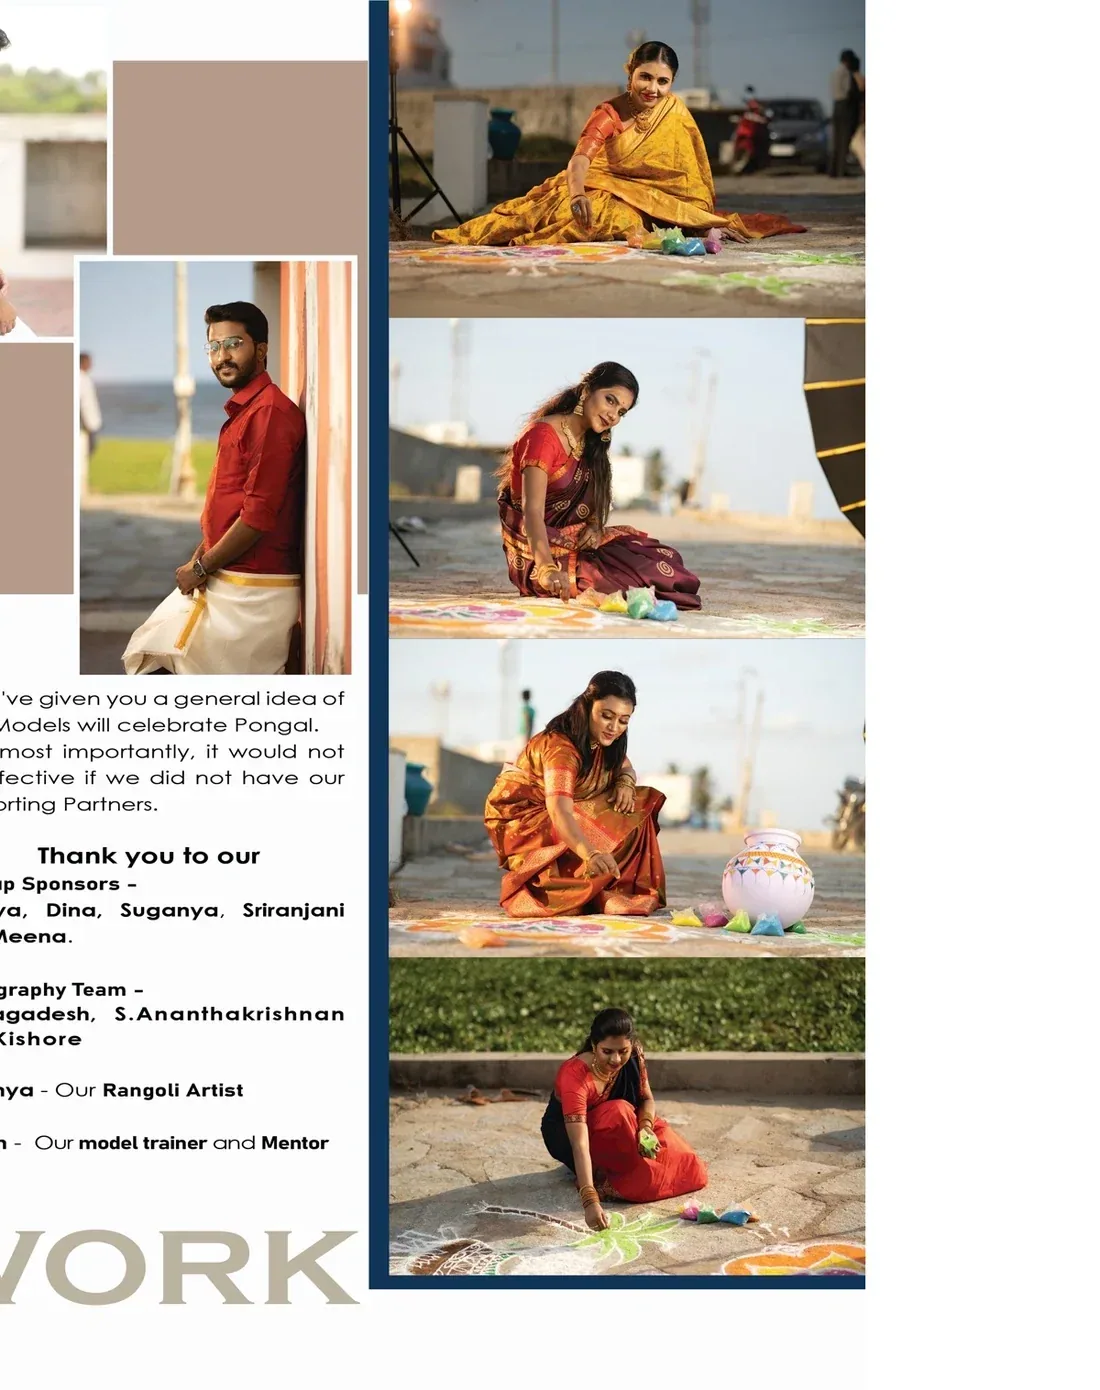 've given you a general idea of
Models will celebrate Pongal.
most importantly, it would not
fective if we did not have our
orting Partners.
Thank you to our
up Sponsors -
ya, Dina, Suganya, Sriranjani
Meena.
graphy Team -
agadesh, S.Ananthakrishnan
Kishore
nya - Our Rangoli Artist
n - Our model trainer and Mentor
WORK